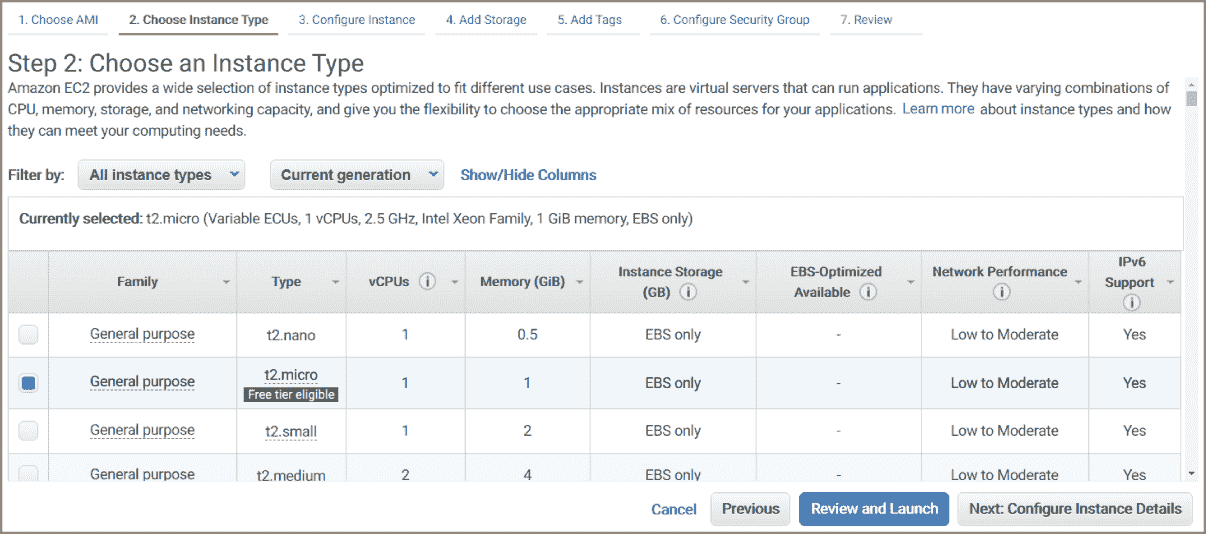 1. Choose AMI 2. Choose Instance Type 3. Configure Instance 4. Add Storage 5. Add Tags 6. Configure Security Group 7. Review
Step 2: Choose an Instance Type
Amazon EC2 provides a wide selection of instance types optimized to fit different use cases. Instances are virtual servers that can run applications. They have varying combinations of
CPU, memory, storage, and networking capacity, and give you the flexibility to choose the appropriate mix of resources for your applications. Learn more about instance types and how
they can meet your computing needs.
Filter by: All instance types Current generation Show/Hide Columns
Currently selected: t2.micro (Variable ECUs, 1 vCPUs, 2.5 GHz, Intel Xeon Family, 1 GiB memory, EBS only)
Family Type vCPUs i Memory (GiB) Instance Storage (GB) i EBS-Optimized Available i Network Performance i IPv6 Support i
General purpose t2.nano 1 0.5 EBS only - Low to Moderate Yes
General purpose t2.micro Free tier eligible 1 1 EBS only - Low to Moderate Yes
General purpose t2.small 1 2 EBS only - Low to Moderate Yes
General purpose t2.medium 2 4 EBS only - Low to Moderate Yes
Cancel Previous Review and Launch Next: Configure Instance Details